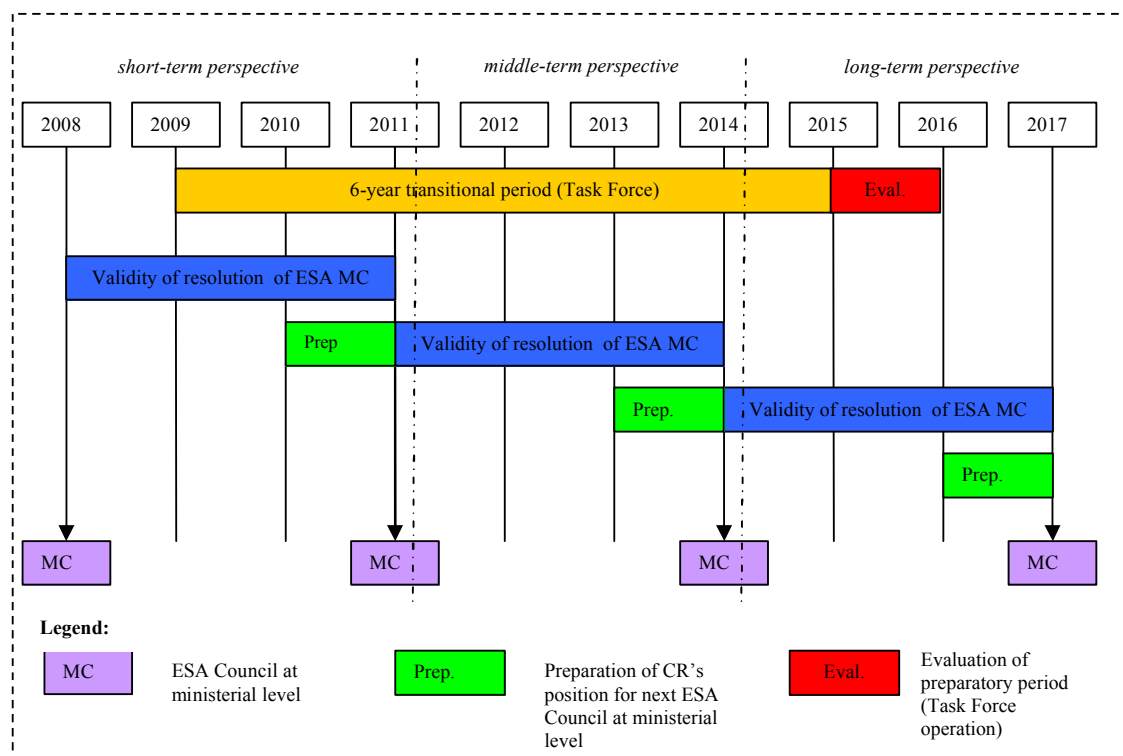 short-term perspective
middle-term perspective
long-term perspective
2008
2009
2010
2011
2012
2013
2014
2015
2016
2017
6-year transitional period (Task Force)
Eval.
Validity of resolution of ESA MC
Prep
Validity of resolution of ESA MC
Prep.
Validity of resolution of ESA MC
Prep.
MC
MC
MC
MC
Legend:
MC
ESA Council at
ministerial level
Prep.
Preparation of CR's
position for next ESA
Council at ministerial
level
Eval.
Evaluation of
preparatory period
(Task Force
operation)